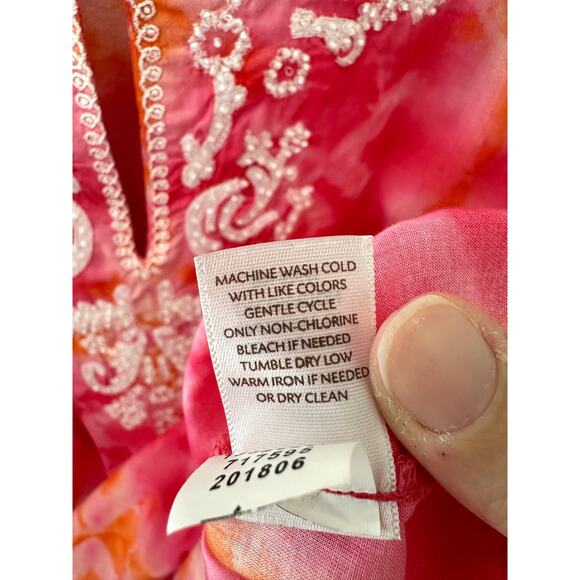 MACHINE WASH COLD
WITH LIKE COLORS
GENTLE CYCLE
ONLY NON-CHLORINE
BLEACH IF NEEDED
TUMBLE DRY LOW
WARM IRON IF NEEDED
OR DRY CLEAN
717595
201806